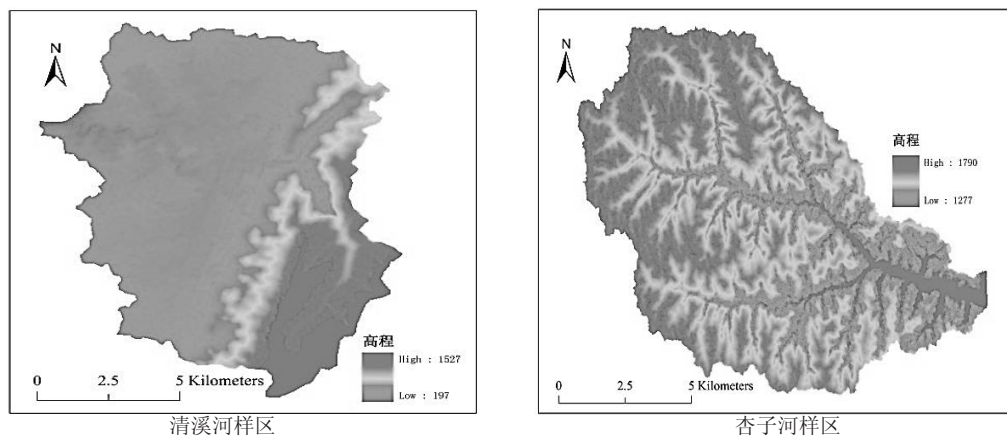 N
高程
High : 1527
Low : 197
0 2.5 5 Kilometers
清溪河样区
N
高程
High : 1790
Low : 1277
0 2.5 5 Kilometers
杏子河样区